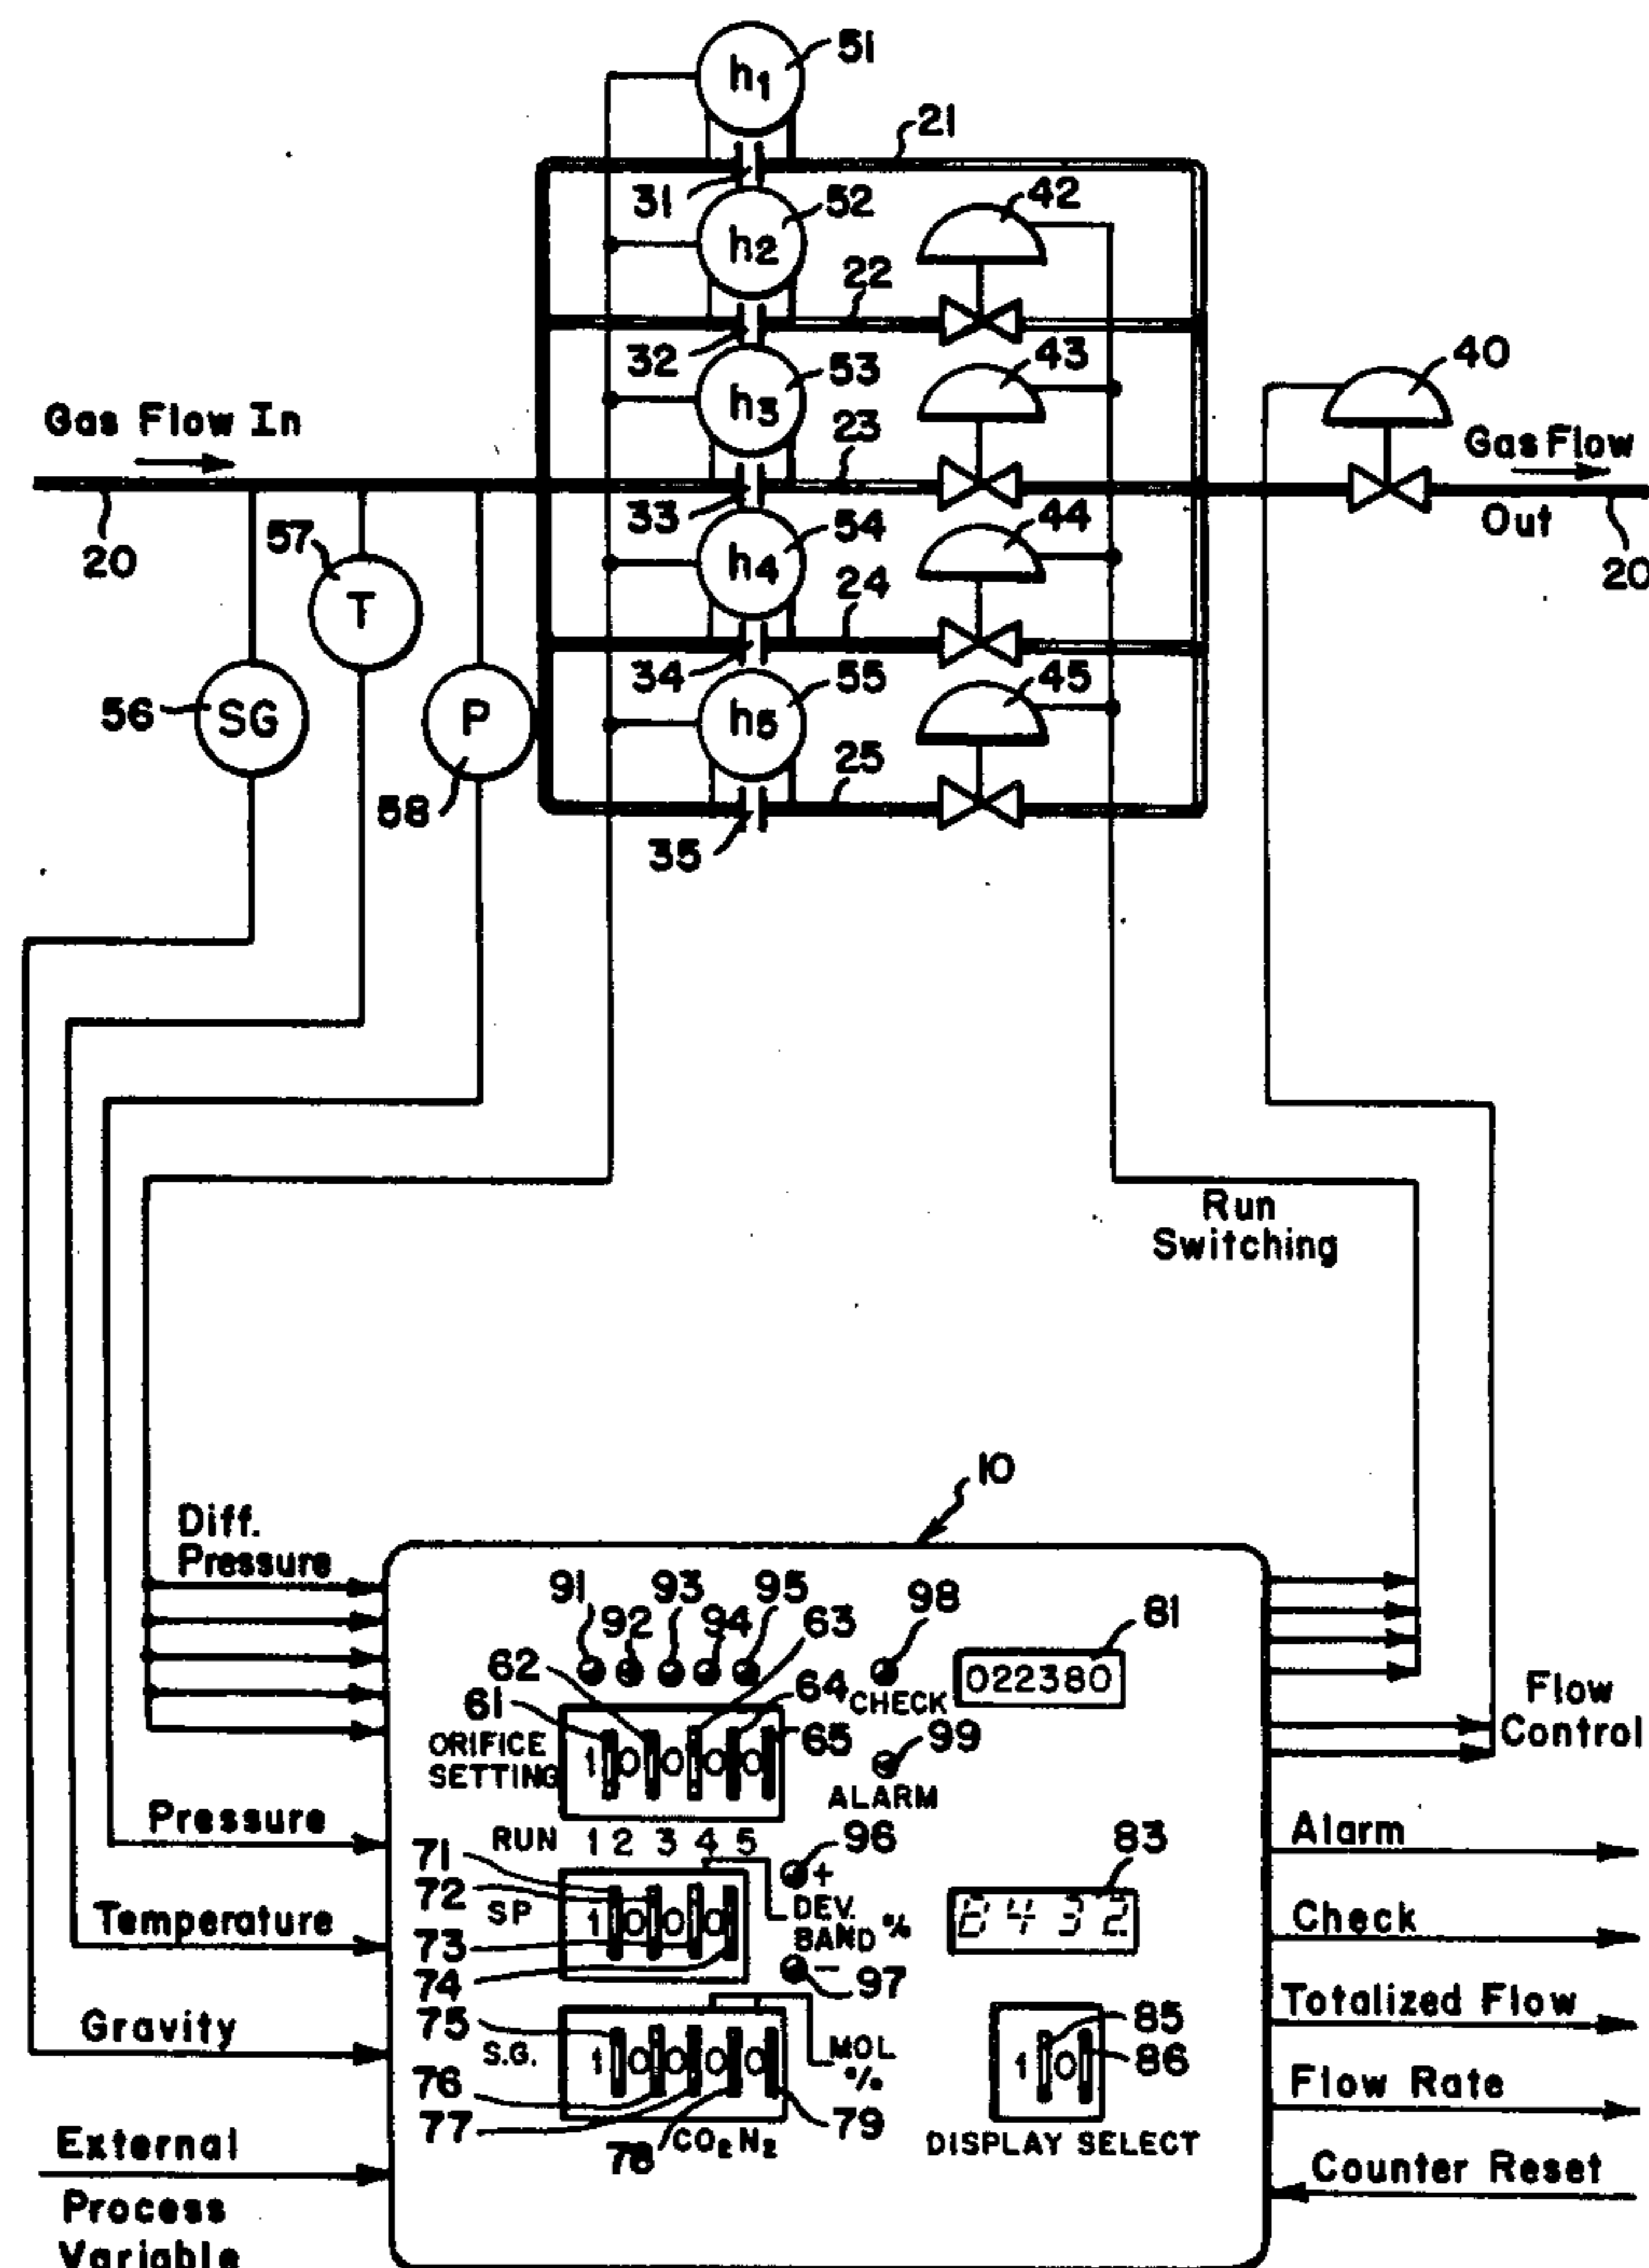 h1
51
21
31
52
42
h2
22
32
53
43
40
h3
23
Gas Flow In
Gas Flow
33
54
44
Out
20
57
h4
24
20
T
34
55
45
56
SG
P
h5
25
58
35
Run
Switching
10
Diff.
Pressure
91
92
93
94
95
63
98
81
62
022380
61
64
CHECK
Flow
Control
ORIFICE
SETTING
1 0 0 0 0
65
99
ALARM
Pressure
RUN 1 2 3 4 5
96
Alarm
71
+
83
72
SP
1 0 0 0
DEV.
BAND %
8432
Temperature
Check
73
74
-
97
Totalized Flow
Gravity
75
S.G.
1 0 0 0 0
MOL
%
1 0
85
86
76
Flow Rate
77
78
CO2 N2
79
DISPLAY SELECT
External
Process
Variable
Counter Reset